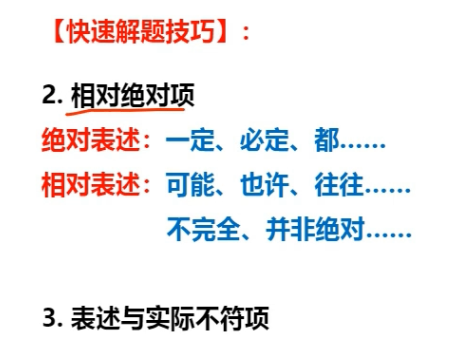 【快速解题技巧】:
2. 相对绝对项
绝对表述：一定、必定、都……
相对表述：可能、也许、往往……
不完全、并非绝对……
3. 表述与实际不符项